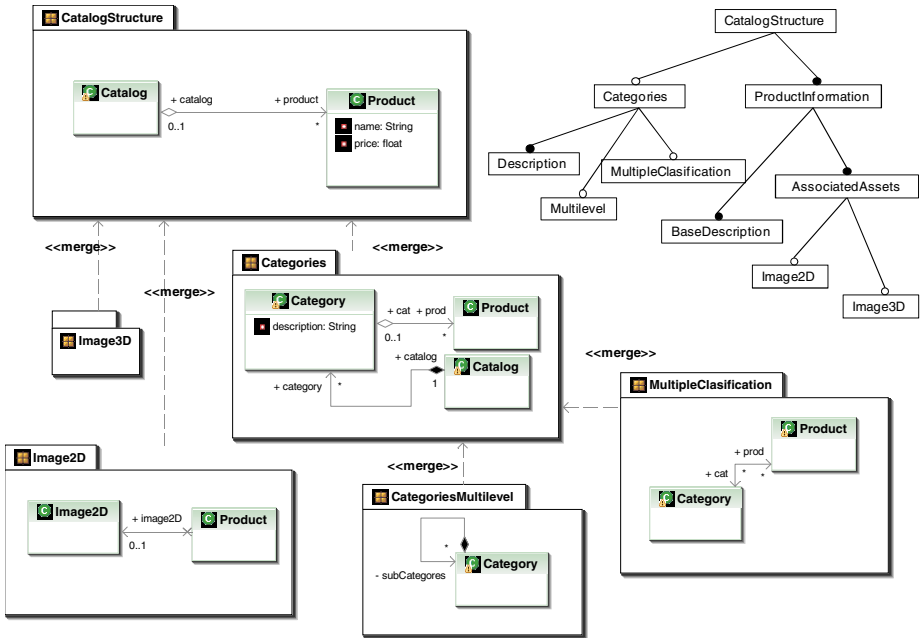 CatalogStructure
Catalog
+ catalog
0..1
+ product
*
Product
name: String
price: float
CatalogStructure
Categories
ProductInformation
Description
MultipleClasification
Multilevel
AssociatedAssets
BaseDescription
Image2D
Image3D
<<merge>>
<<merge>>
<<merge>>
Image3D
Categories
Category
description: String
+ cat + prod
0..1
*
Product
+ catalog
1
Catalog
+ category
*
<<merge>>
MultipleClasification
Product
+ prod
*
+ cat
*
Category
Image2D
Image2D
+ image2D
0..1
Product
<<merge>>
CategoriesMultilevel
*
- subCategores
Category